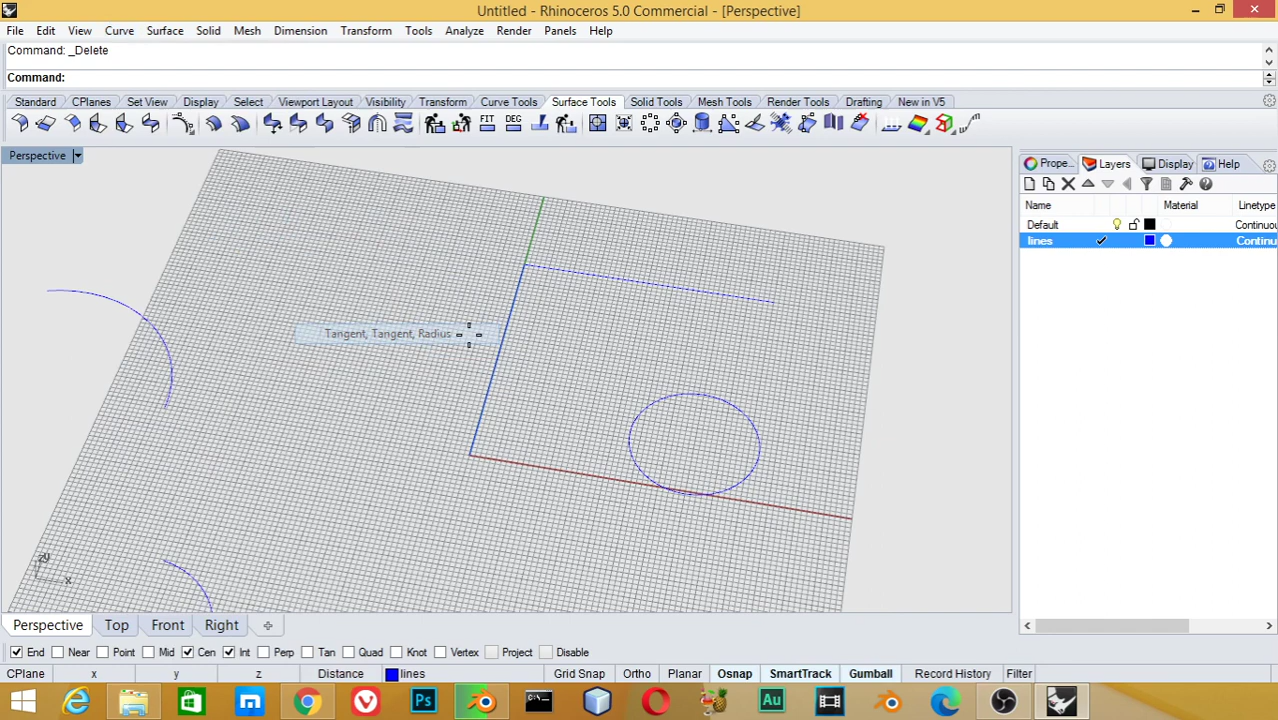 Untitled - Rhinoceros 5.0 Commercial - [Perspective]
File Edit View Curve Surface Solid Mesh Dimension Transform Tools Analyze Render Panels Help
Command: _Delete
Command:
Standard CPlanes Set View Display Select Viewport Layout Visibility Transform Curve Tools Surface Tools Solid Tools Mesh Tools Render Tools Drafting New in V5
FIT DEG
Perspective
Prope... Layers Display Help
Name Material Linetype
Default Continuou
lines Continu
Tangent, Tangent, Radius
y
x
Perspective Top Front Right
End Near Point Mid Cen Int Perp Tan Quad Knot Vertex Project Disable
CPlane x y z Distance lines Grid Snap Ortho Planar Osnap SmartTrack Gumball Record History Filter
Ps Au